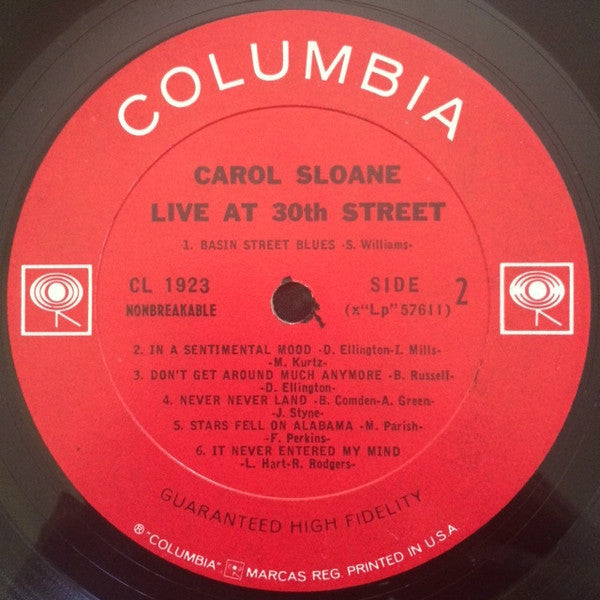 COLUMBIA
CAROL SLOANE
LIVE AT 30th STREET
1. BASIN STREET BLUES -S. Williams-
CL 1923
NONBREAKABLE
SIDE 2
(x"Lp" 57611)
2. IN A SENTIMENTAL MOOD -D. Ellington-I. Mills-
-M. Kurtz-
3. DON'T GET AROUND MUCH ANYMORE -B. Russell-
-D. Ellington-
4. NEVER NEVER LAND -B. Comden-A. Green-
-J. Styne-
5. STARS FELL ON ALABAMA -M. Parish-
-F. Perkins-
6. IT NEVER ENTERED MY MIND
-L. Hart-R. Rodgers-
GUARANTEED HIGH FIDELITY
® "COLUMBIA", MARCAS REG. PRINTED IN U.S.A.